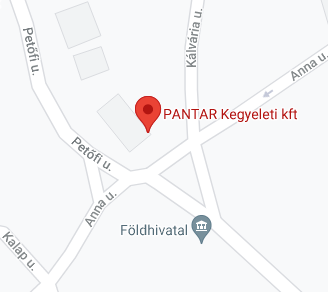 Petőfi u.
Kálvária u.
Anna u.
PANTAR Kegyeleti kft
Petőfi u.
Anna u.
Földhivatal
Kalap u.